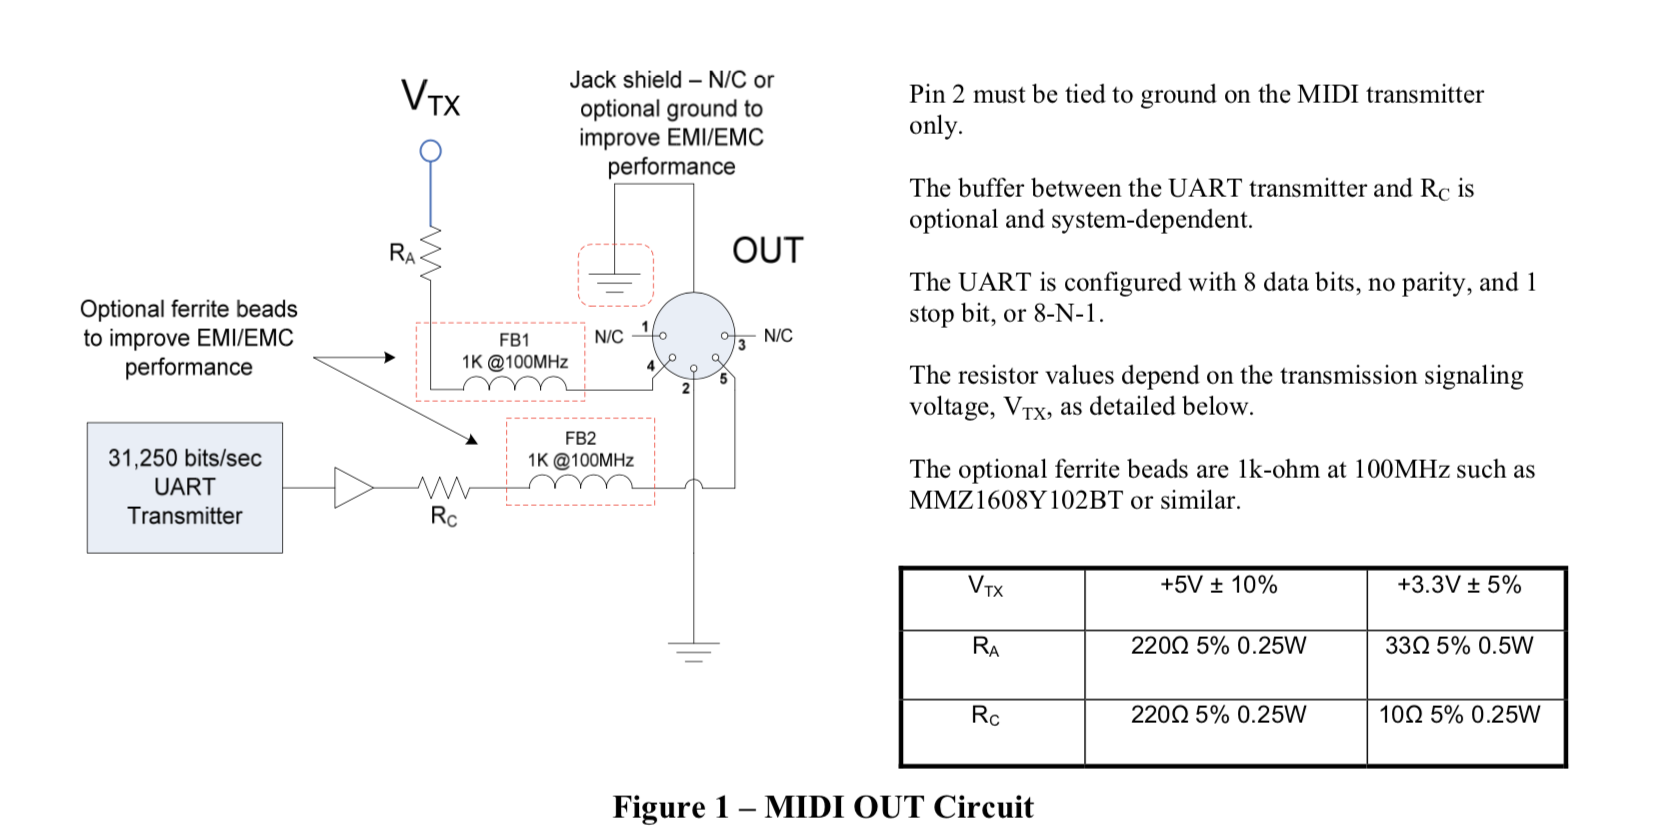 V_TX
Jack shield – N/C or
optional ground to
improve EMI/EMC
performance
R_A
OUT
Optional ferrite beads
to improve EMI/EMC
performance
FB1
1K @100MHz
N/C
1
3
N/C
4
2
5
FB2
1K @100MHz
31,250 bits/sec
UART
Transmitter
R_C
Pin 2 must be tied to ground on the MIDI transmitter
only.
The buffer between the UART transmitter and R_C is
optional and system-dependent.
The UART is configured with 8 data bits, no parity, and 1
stop bit, or 8-N-1.
The resistor values depend on the transmission signaling
voltage, V_TX, as detailed below.
The optional ferrite beads are 1k-ohm at 100MHz such as
MMZ1608Y102BT or similar.
V_TX +5V ± 10% +3.3V ± 5%
R_A 220Ω 5% 0.25W 33Ω 5% 0.5W
R_C 220Ω 5% 0.25W 10Ω 5% 0.25W
Figure 1 – MIDI OUT Circuit